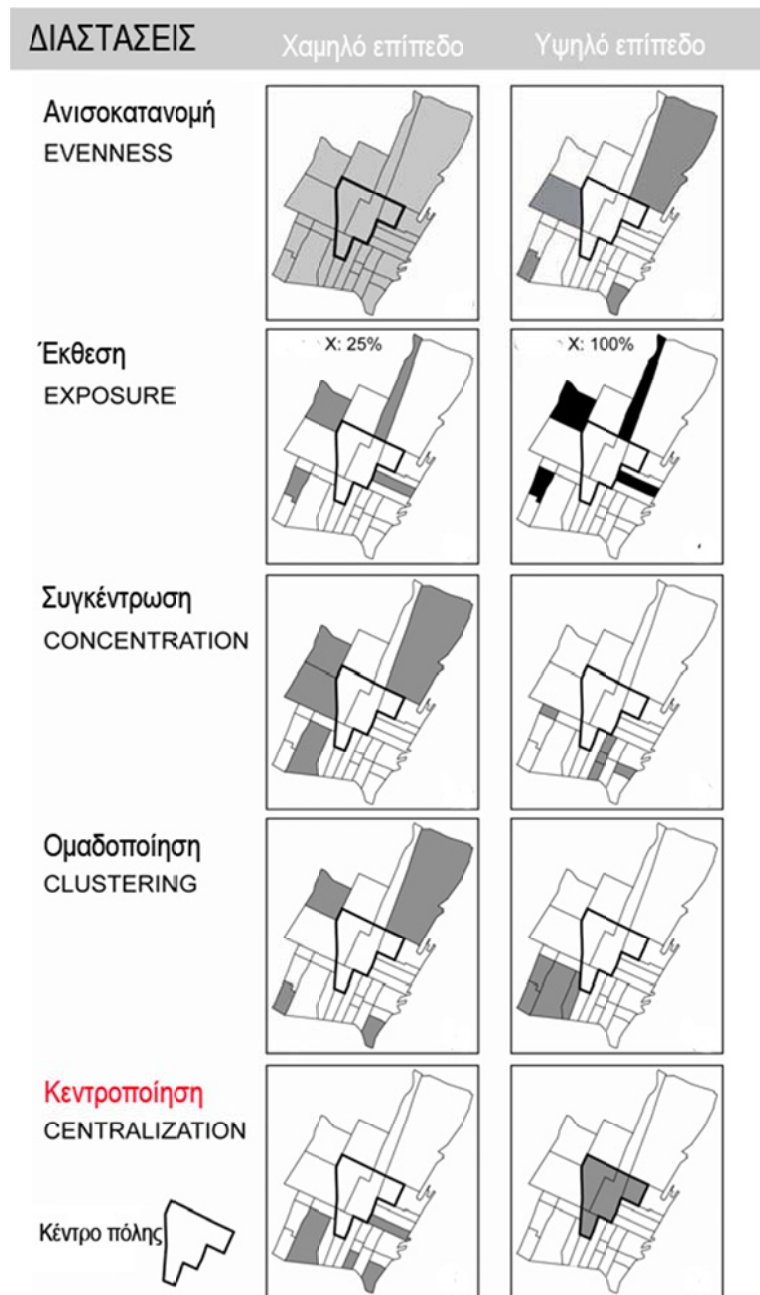 ΔΙΑΣΤΑΣΕΙΣ Χαμηλό επίπεδο Υψηλό επίπεδο
Ανισοκατανομή
EVENNESS
Έκθεση
EXPOSURE
X: 25% X: 100%
Συγκέντρωση
CONCENTRATION
Ομαδοποίηση
CLUSTERING
Κεντροποίηση
CENTRALIZATION
Κέντρο πόλης